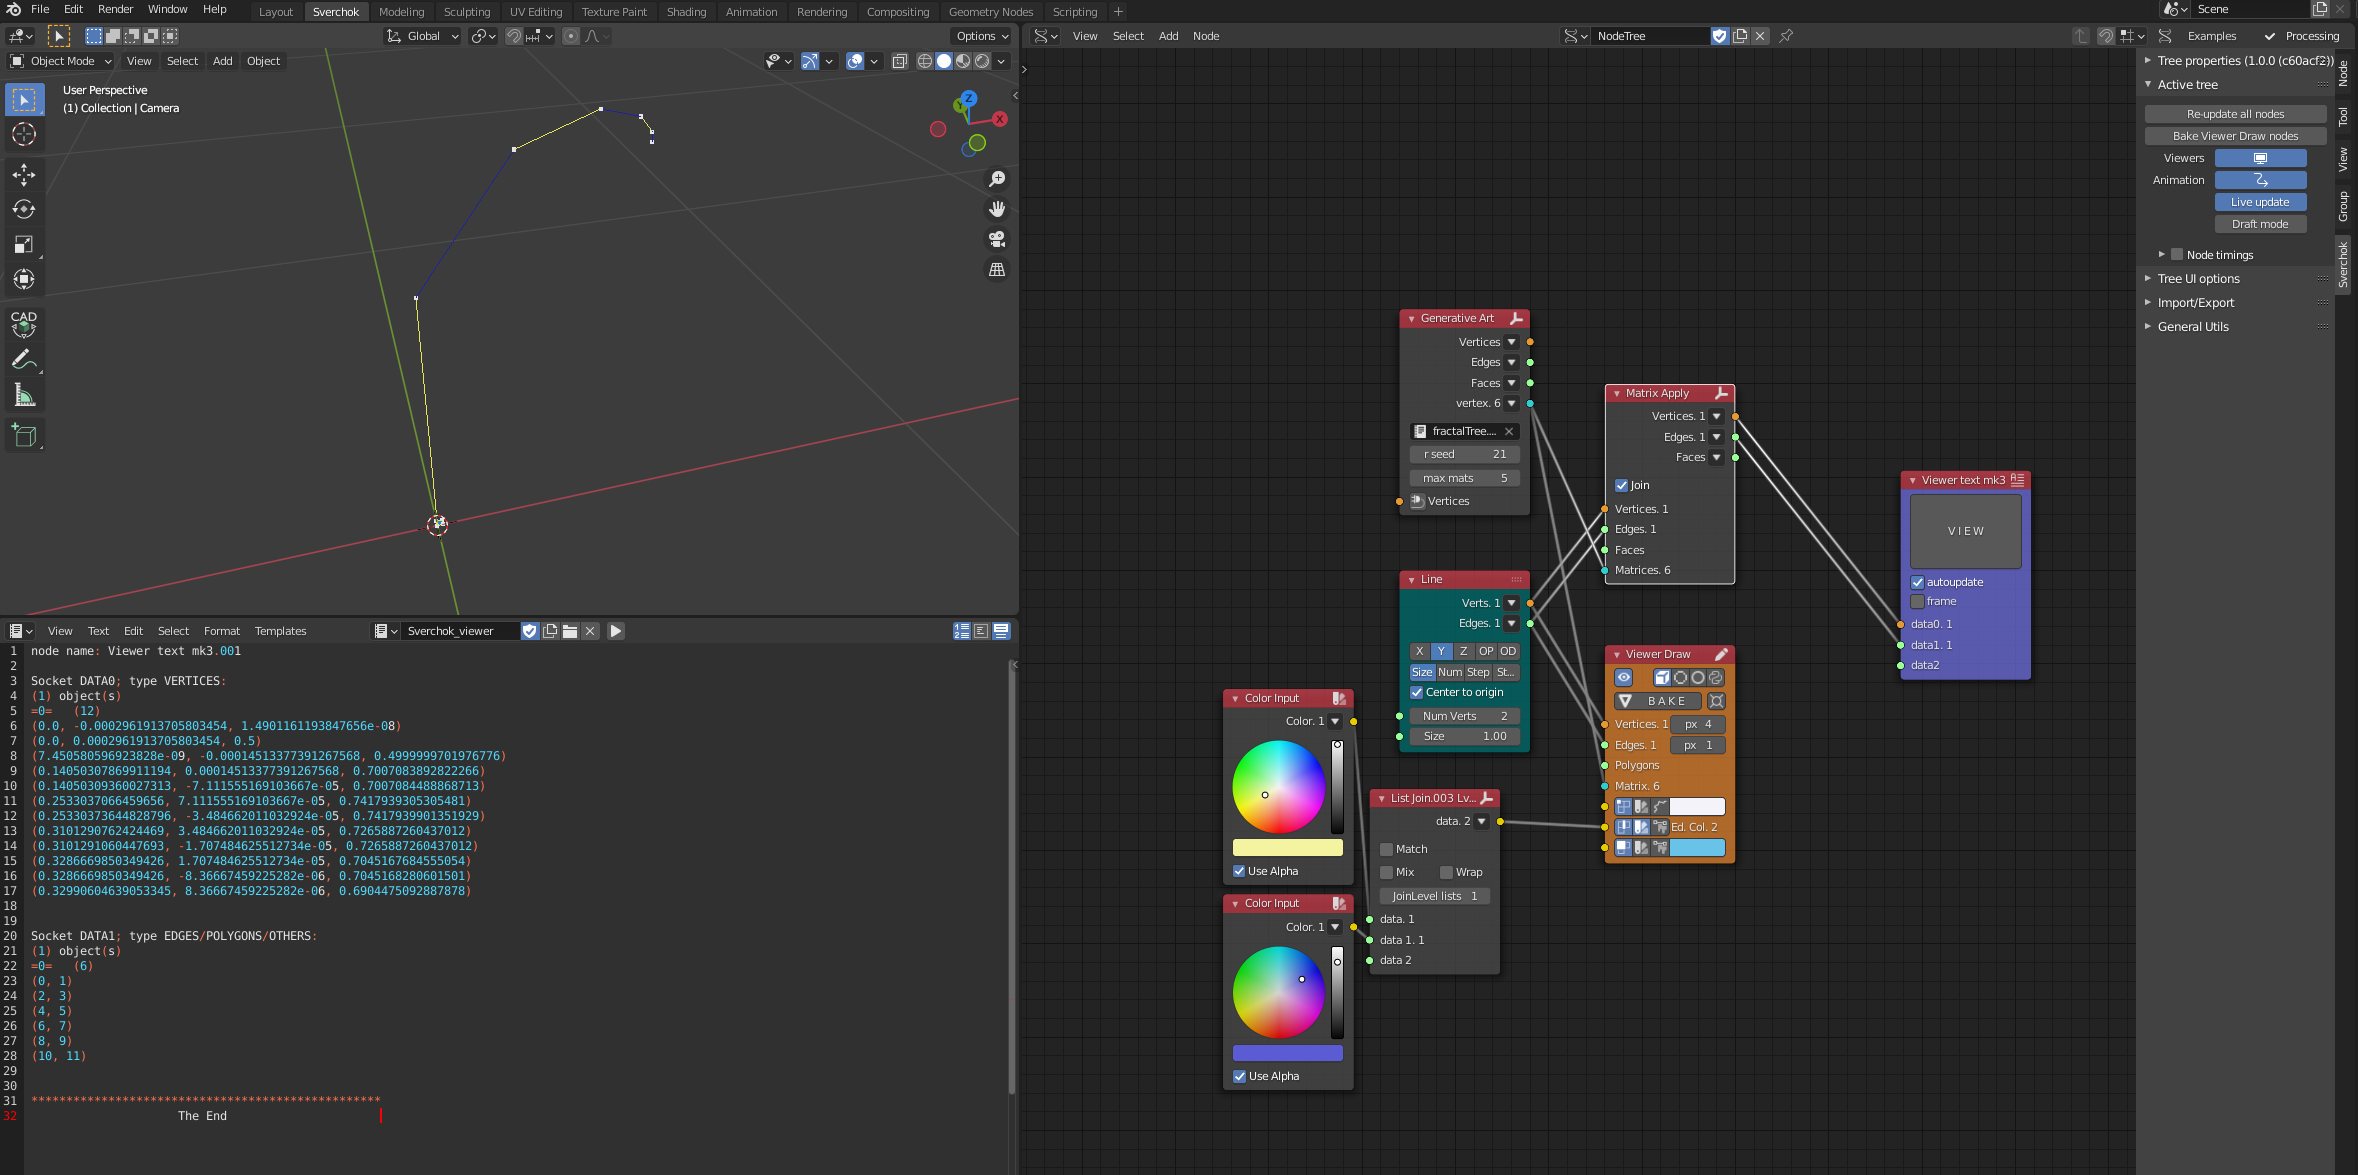 File Edit Render Window Help Layout Sverchok Modeling Sculpting UV Editing Texture Paint Shading Animation Rendering Compositing Geometry Nodes Scripting + Scene
Global Options
Object Mode View Select Add Object
User Perspective
(1) Collection | Camera
Z
Y
X
CAD
View Text Edit Select Format Templates Sverchok_viewer
1 node name: Viewer text mk3.001
2
3 Socket DATA0; type VERTICES:
4 (1) object(s)
5 =0= (12)
6 (0.0, -0.0002961913705803454, 1.4901161193847656e-08)
7 (0.0, 0.0002961913705803454, 0.5)
8 (7.450580596923828e-09, -0.00014513377391267568, 0.4999999701976776)
9 (0.14050307869911194, 0.00014513377391267568, 0.7007083892822266)
10 (0.14050309360027313, -7.111555169103667e-05, 0.7007084488868713)
11 (0.2533037066459656, 7.111555169103667e-05, 0.7417939305305481)
12 (0.25330373644828796, -3.484662011032924e-05, 0.7417939901351929)
13 (0.3101290762424469, 3.484662011032924e-05, 0.7265887260437012)
14 (0.3101291060447693, -1.707484625512734e-05, 0.7265887260437012)
15 (0.3286669850349426, 1.707484625512734e-05, 0.7045167684555054)
16 (0.3286669850349426, -8.36667459225282e-06, 0.7045168280601501)
17 (0.32990604639053345, 8.36667459225282e-06, 0.6904475092887878)
18
19
20 Socket DATA1; type EDGES/POLYGONS/OTHERS:
21 (1) object(s)
22 =0= (6)
23 (0, 1)
24 (2, 3)
25 (4, 5)
26 (6, 7)
27 (8, 9)
28 (10, 11)
29
30
31 **************************************************
32 The End
View Select Add Node NodeTree Examples Processing
Generative Art
Vertices
Edges
Faces
vertex. 6
fractalTree....
r seed 21
max mats 5
Vertices
Matrix Apply
Vertices. 1
Edges. 1
Faces
Join
Vertices. 1
Edges. 1
Faces
Matrices. 6
Viewer text mk3
VIEW
autoupdate
frame
data0. 1
data1. 1
data2
Line
Verts. 1
Edges. 1
X Y Z OP OD
Size Num Step St...
Center to origin
Num Verts 2
Size 1.00
Viewer Draw
BAKE
Vertices. 1 px 4
Edges. 1 px 1
Polygons
Matrix. 6
Ed. Col. 2
Color Input
Color. 1
Use Alpha
List Join.003 Lv...
data. 2
Match
Mix Wrap
JoinLevel lists 1
data. 1
data 1. 1
data 2
Color Input
Color. 1
Use Alpha
Tree properties (1.0.0 (c60acf2))
Active tree
Re-update all nodes
Bake Viewer Draw nodes
Viewers
Animation
Live update
Draft mode
Node timings
Tree UI options
Import/Export
General Utils
Node
Tool
View
Group
Sverchok